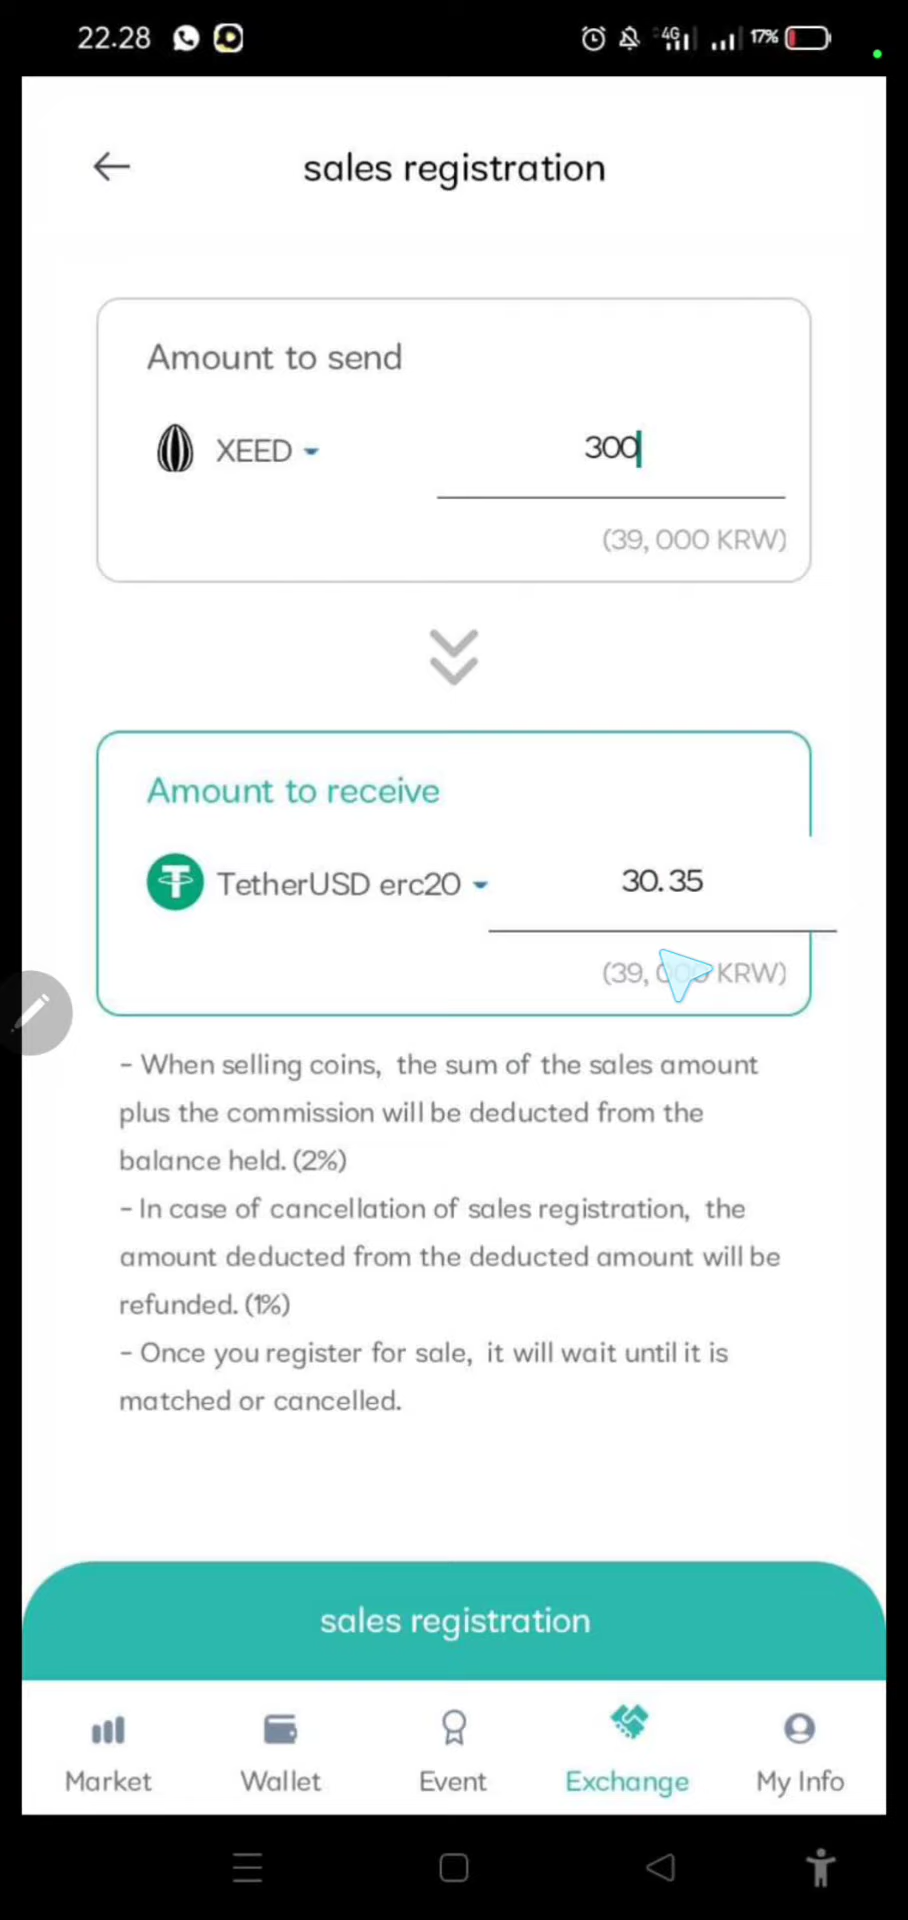 22.28
4G
17%
sales registration
Amount to send
XEED
300
(39, 000 KRW)
Amount to receive
TetherUSD erc20
30.35
(39, 000 KRW)
- When selling coins, the sum of the sales amount
plus the commission will be deducted from the
balance held. (2%)
- In case of cancellation of sales registration, the
amount deducted from the deducted amount will be
refunded. (1%)
- Once you register for sale, it will wait until it is
matched or cancelled.
sales registration
Market
Wallet
Event
Exchange
My Info